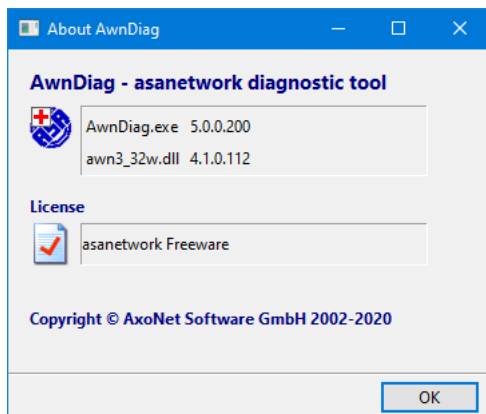 About AwnDiag
AwnDiag - asanetwork diagnostic tool
AwnDiag.exe 5.0.0.200
awn3_32w.dll 4.1.0.112
License
asanetwork Freeware
Copyright © AxoNet Software GmbH 2002-2020
OK